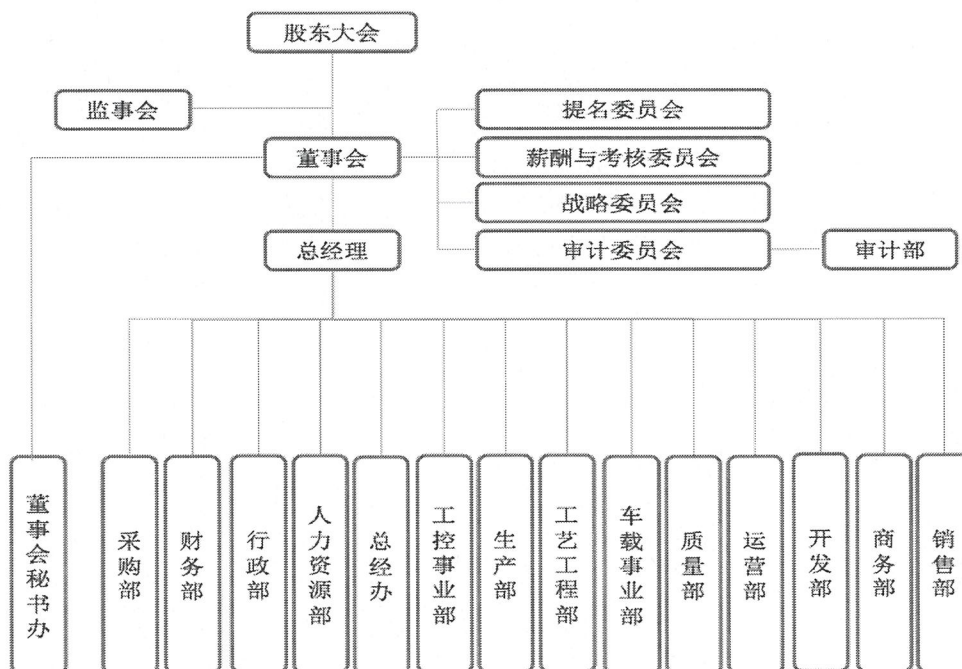 股东大会
监事会
提名委员会
董事会
薪酬与考核委员会
战略委员会
总经理
审计委员会
审计部
董事会秘书办
采购部
财务部
行政部
人力资源部
总经办
工控事业部
生产部
工艺工程部
车载事业部
质量部
运营部
开发部
商务部
销售部